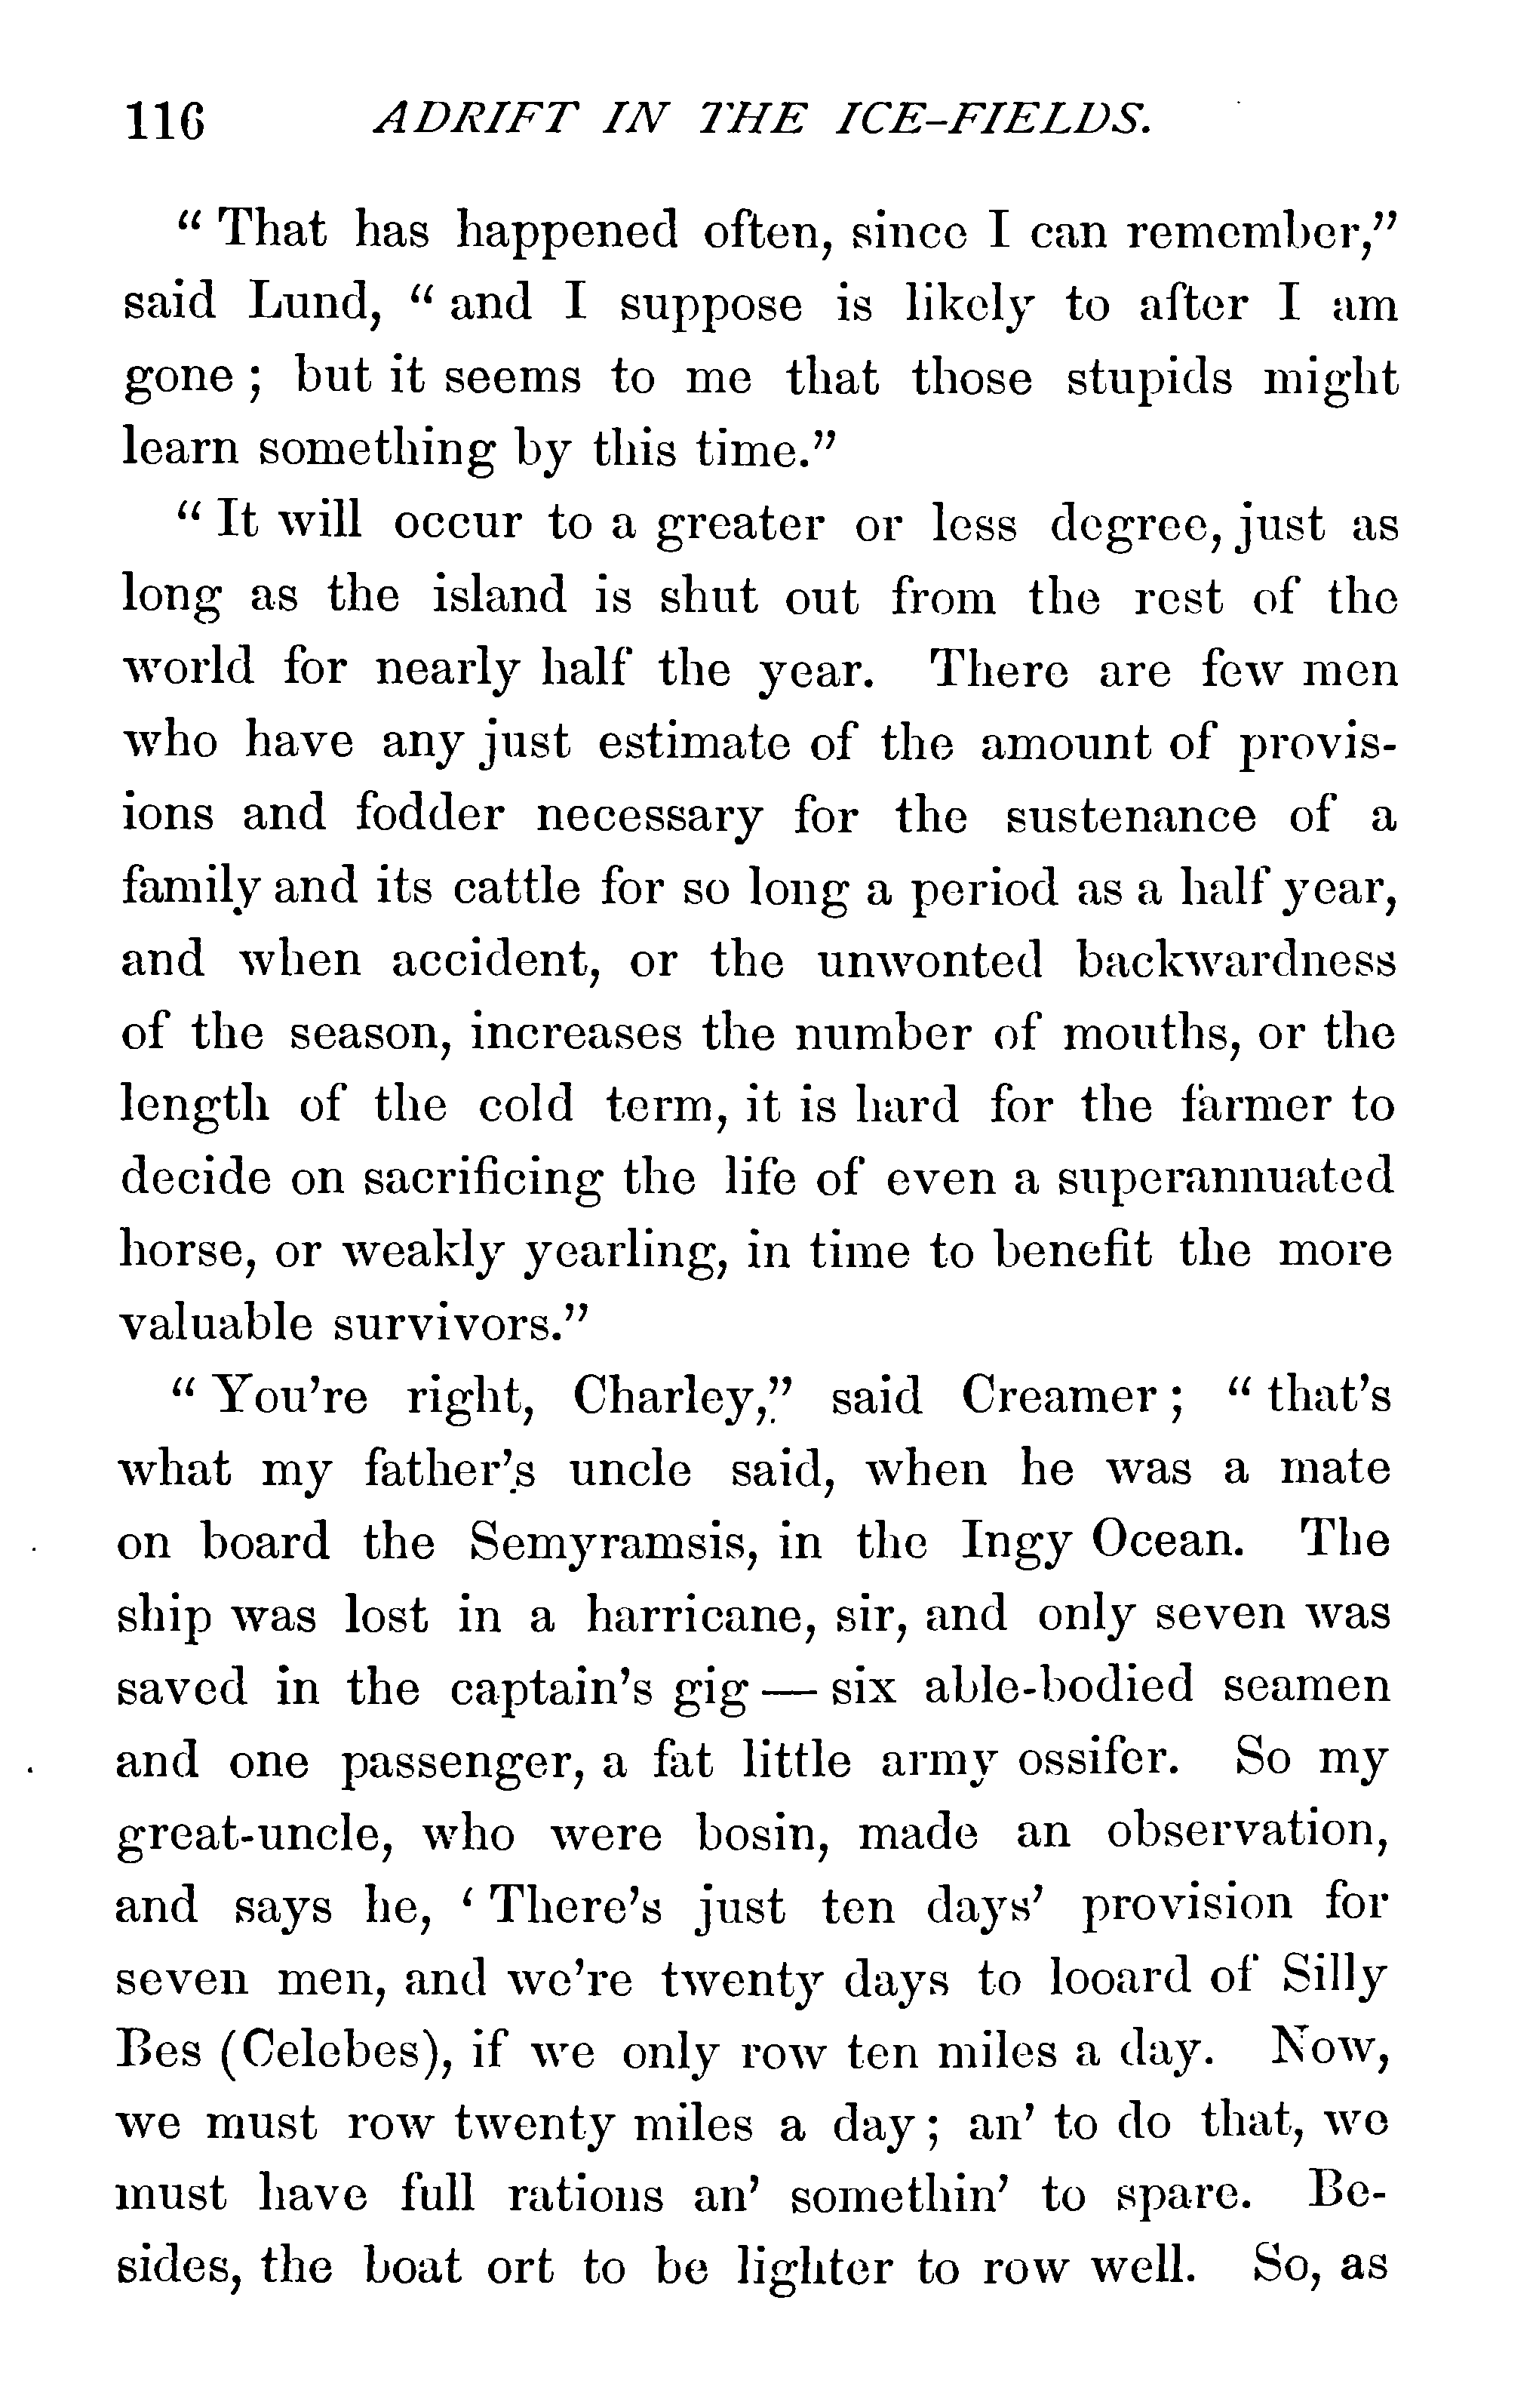 116 ADRIFT IN THE ICE-FIELDS.
“ That has happened often, since I can remember,”
said Lund, “ and I suppose is likely to after I am
gone ; but it seems to me that those stupids might
learn something by this time.”
“ It will occur to a greater or less degree, just as
long as the island is shut out from the rest of the
world for nearly half the year. There are few men
who have any just estimate of the amount of provis-
ions and fodder necessary for the sustenance of a
family and its cattle for so long a period as a half year,
and when accident, or the unwonted backwardness
of the season, increases the number of mouths, or the
length of the cold term, it is hard for the farmer to
decide on sacrificing the life of even a superannuated
horse, or weakly yearling, in time to benefit the more
valuable survivors.”
“ You're right, Charley,” said Creamer ; “ that's
what my father's uncle said, when he was a mate
on board the Semyramsis, in the Ingy Ocean. The
ship was lost in a harricane, sir, and only seven was
saved in the captain's gig — six able-bodied seamen
and one passenger, a fat little army ossifer. So my
great-uncle, who were bosin, made an observation,
and says he, ‘ There's just ten days' provision for
seven men, and we're twenty days to looard of Silly
Bes (Celebes), if we only row ten miles a day. Now,
we must row twenty miles a day ; an' to do that, we
must have full rations an' somethin' to spare. Be-
sides, the boat ort to be lighter to row well. So, as